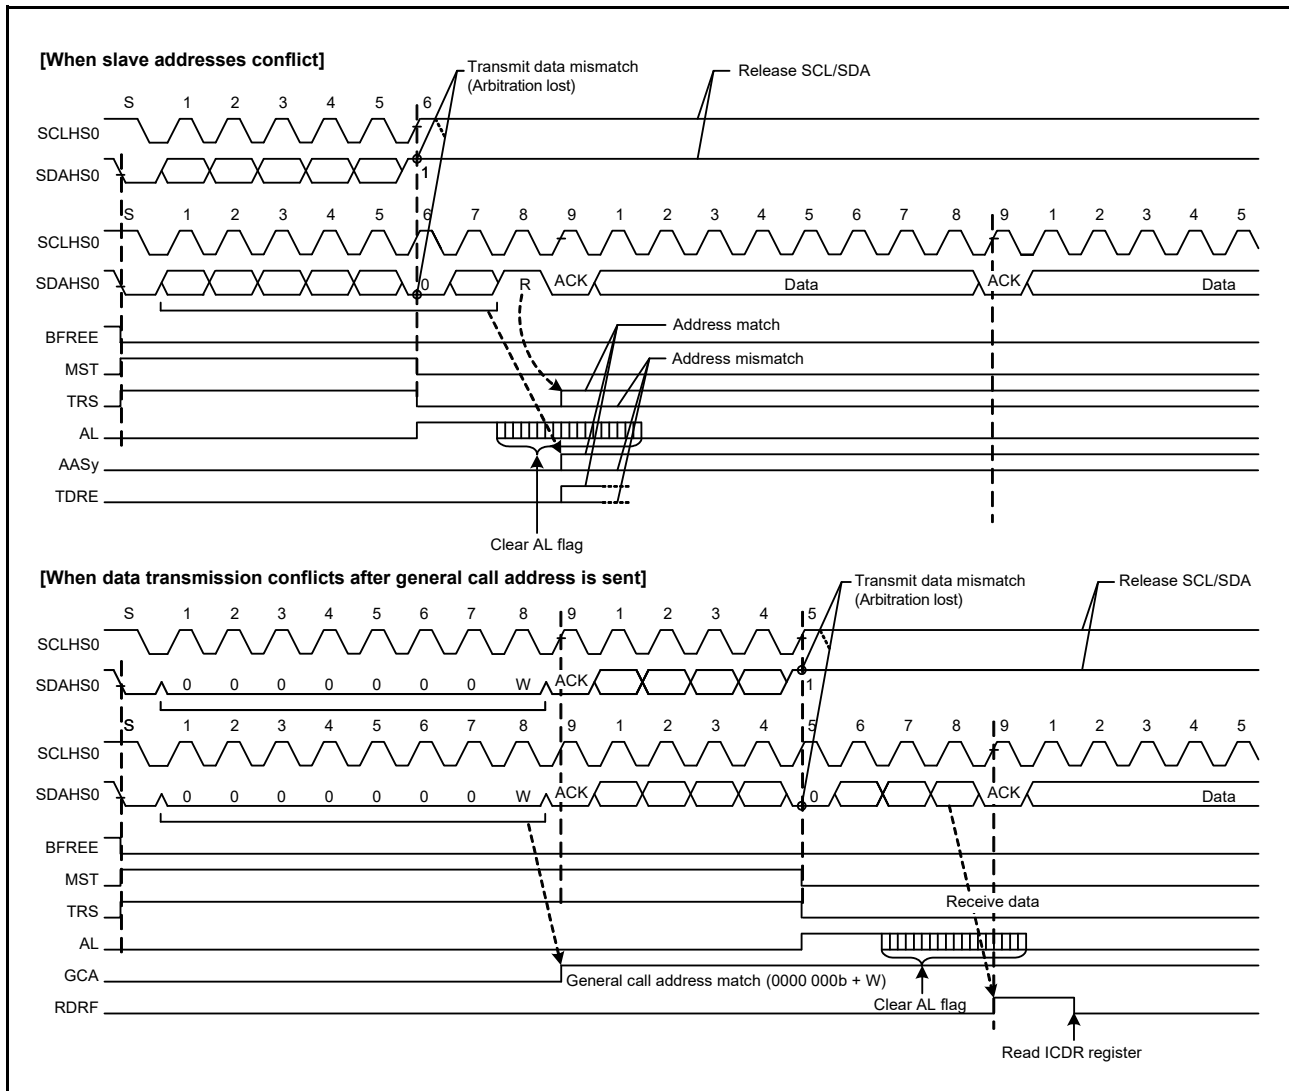 [When slave addresses conflict]
Transmit data mismatch
(Arbitration lost)
Release SCL/SDA
S 1 2 3 4 5 6
SCLHS0
SDAHS0 1
S 1 2 3 4 5 6 7 8 9 1 2 3 4 5 6 7 8 9 1 2 3 4 5
SCLHS0
SDAHS0 0 R ACK Data ACK Data
Address match
BFREE
Address mismatch
MST
TRS
AL
AASy
TDRE
Clear AL flag
[When data transmission conflicts after general call address is sent]
Transmit data mismatch
(Arbitration lost)
Release SCL/SDA
S 1 2 3 4 5 6 7 8 9 1 2 3 4 5
SCLHS0
SDAHS0 0 0 0 0 0 0 0 W ACK 1
S 1 2 3 4 5 6 7 8 9 1 2 3 4 5 6 7 8 9 1 2 3 4 5
SCLHS0
SDAHS0 0 0 0 0 0 0 0 W ACK 0 ACK Data
BFREE
MST
Receive data
TRS
AL
GCA
General call address match (0000 000b + W)
Clear AL flag
RDRF
Read ICDR register